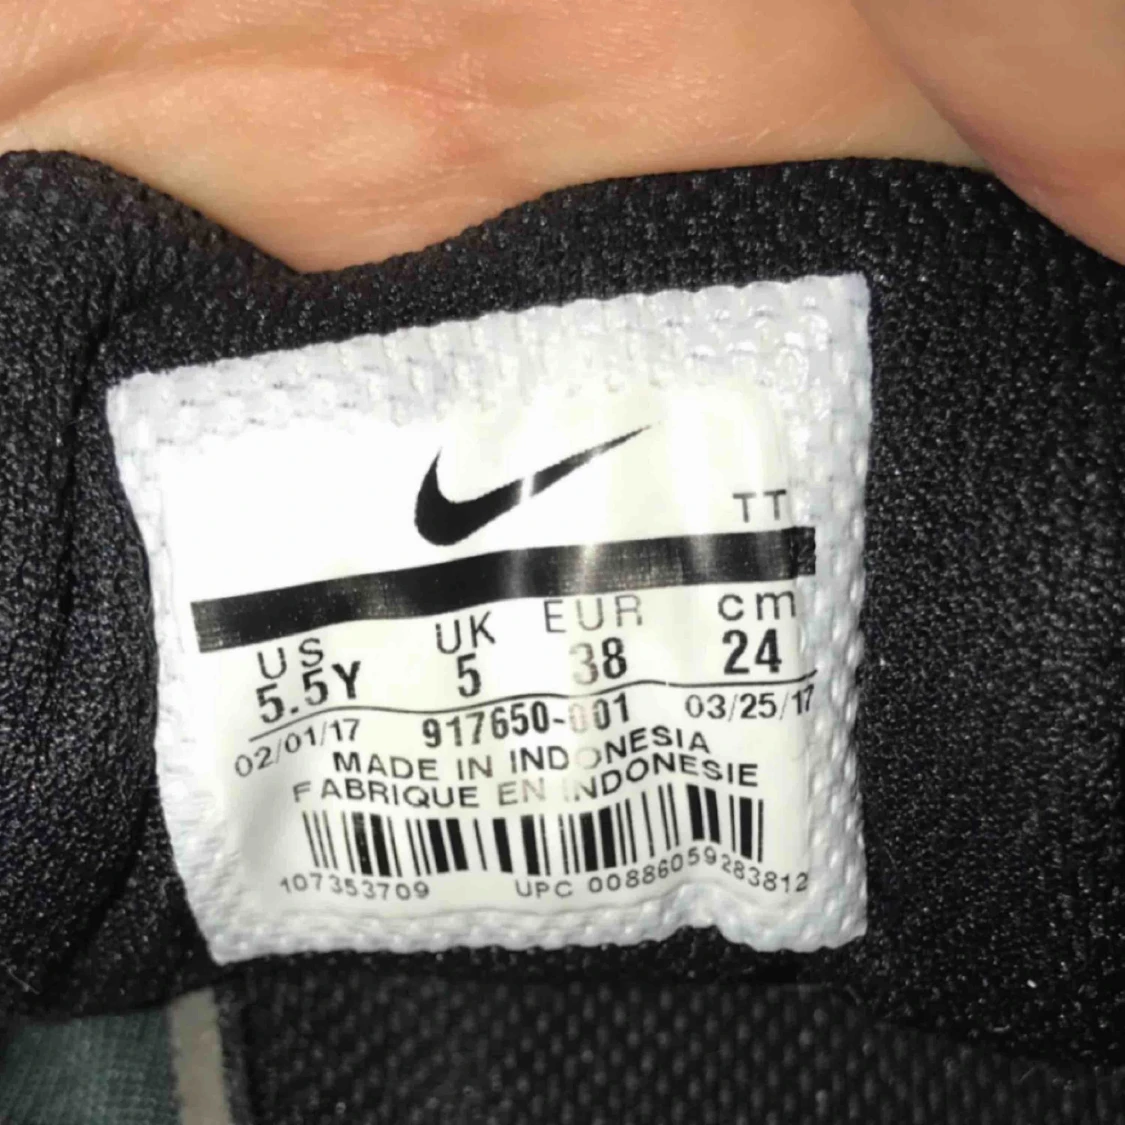 TT
US UK EUR cm
5.5Y 5 38 24
02/01/17 917650-001 03/25/17
MADE IN INDONESIA
FABRIQUE EN INDONESIE
107353709 UPC 00886059283812